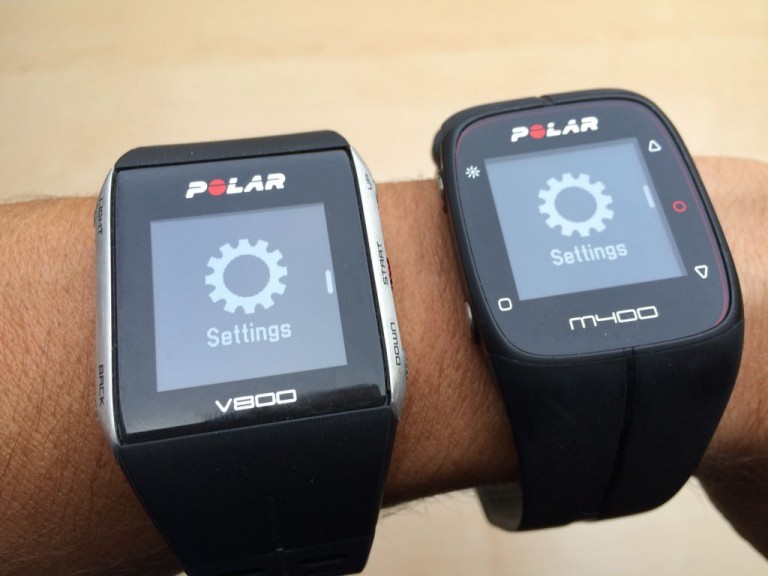 POLAR
LIGHT
UP
START
Settings
DOWN
BACK
V800
POLAR
Settings
M400